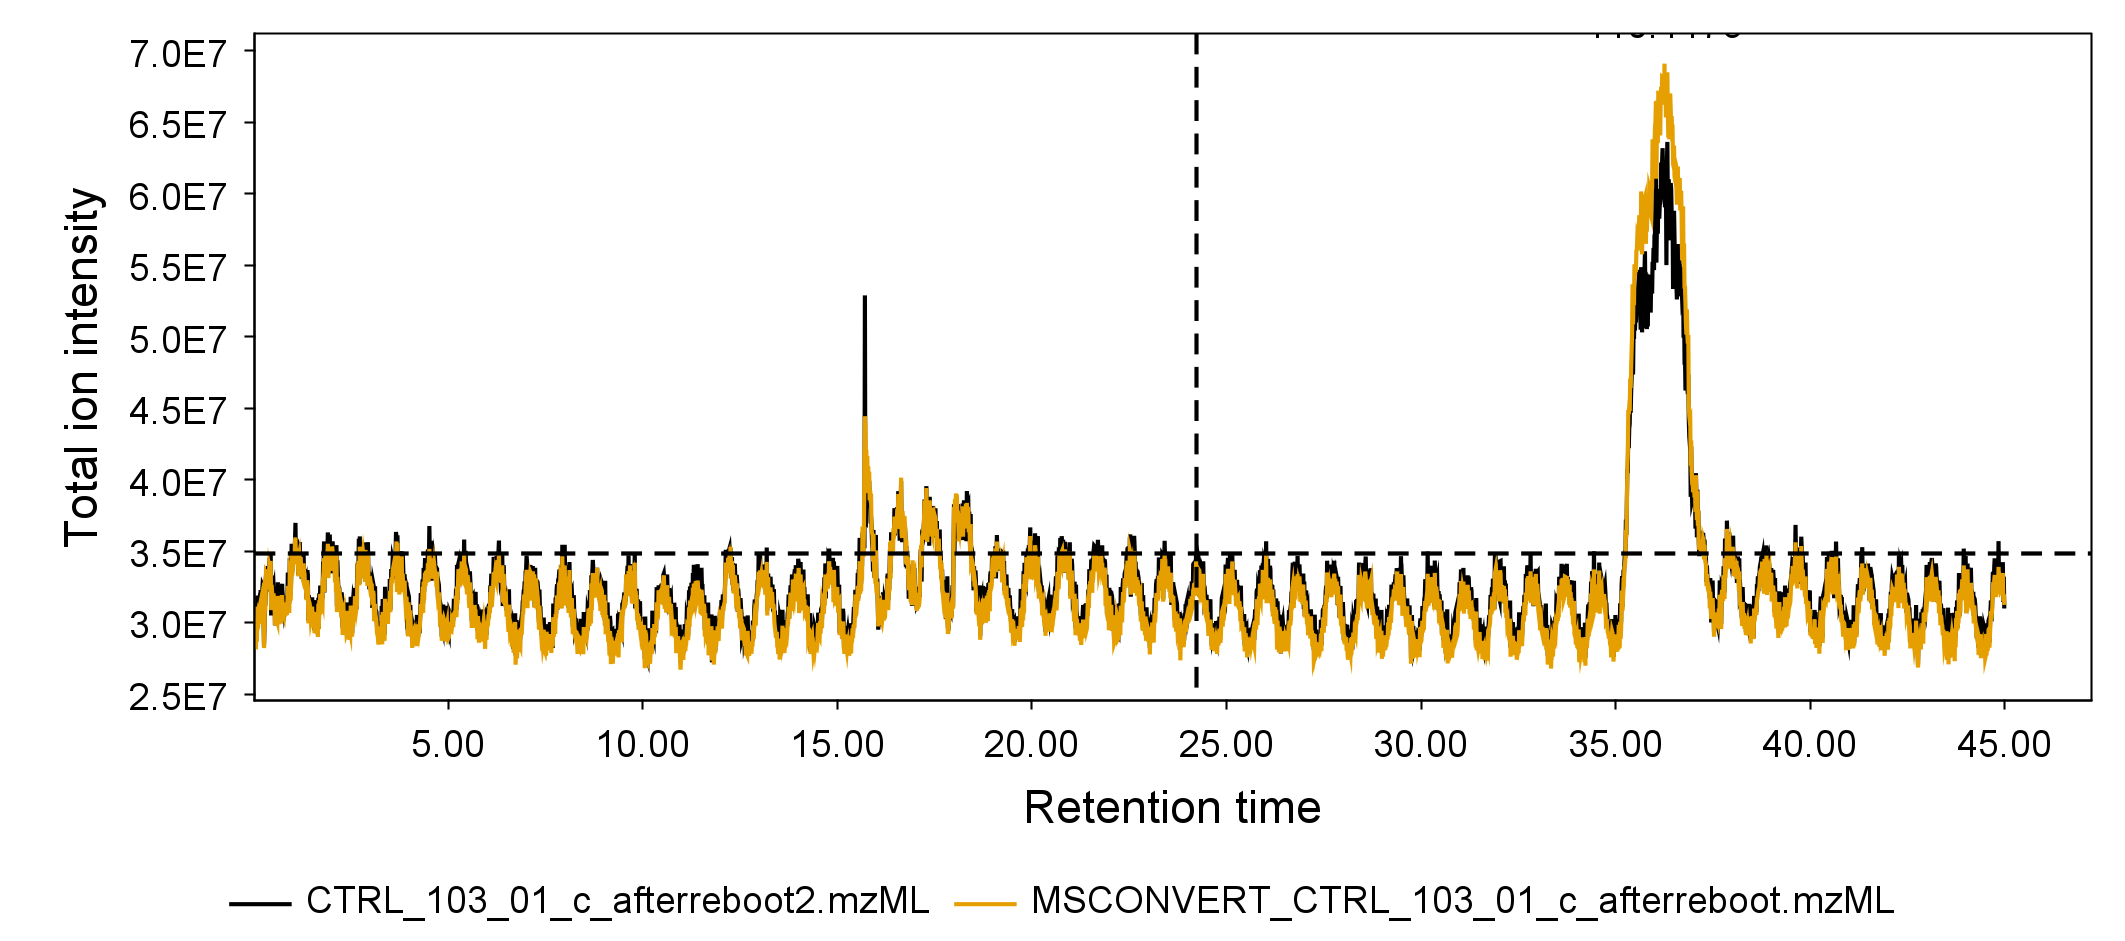 7.0E7
6.5E7
6.0E7
5.5E7
5.0E7
4.5E7
4.0E7
3.5E7
3.0E7
2.5E7
Total ion intensity
5.00 10.00 15.00 20.00 25.00 30.00 35.00 40.00 45.00
Retention time
CTRL_103_01_c_afterreboot2.mzML MSCONVERT_CTRL_103_01_c_afterreboot.mzML